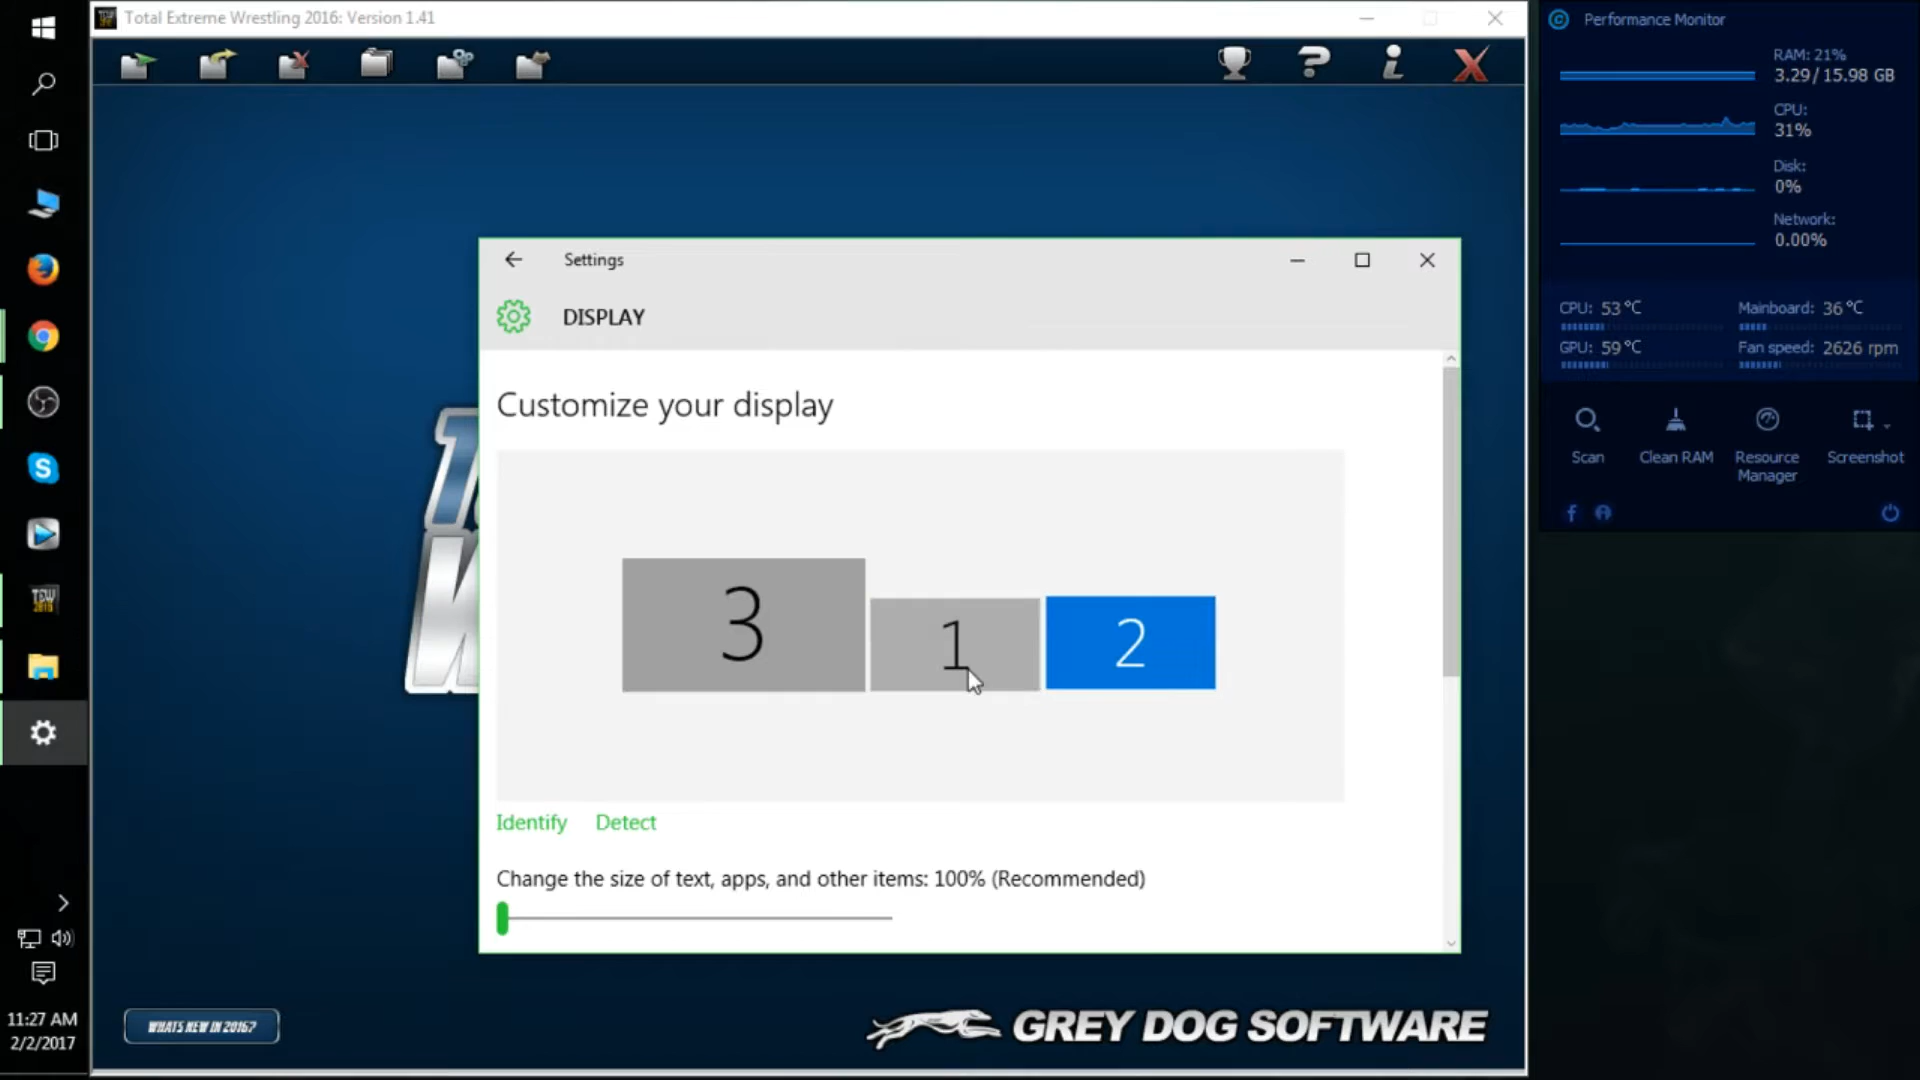 Total Extreme Wrestling 2016: Version 1.41
Settings
DISPLAY
Customize your display
3
1
2
Identify Detect
Change the size of text, apps, and other items: 100% (Recommended)
WHATS NEW IN 2016?
GREY DOG SOFTWARE
11:27 AM
2/2/2017
TEW
2016
Performance Monitor
RAM: 21%
3.29/ 15.98 GB
CPU:
31%
Disk:
0%
Network:
0.00%
CPU: 53 °C Mainboard: 36 °C
GPU: 59 °C Fan speed: 2626 rpm
Scan Clean RAM Resource Manager Screenshot